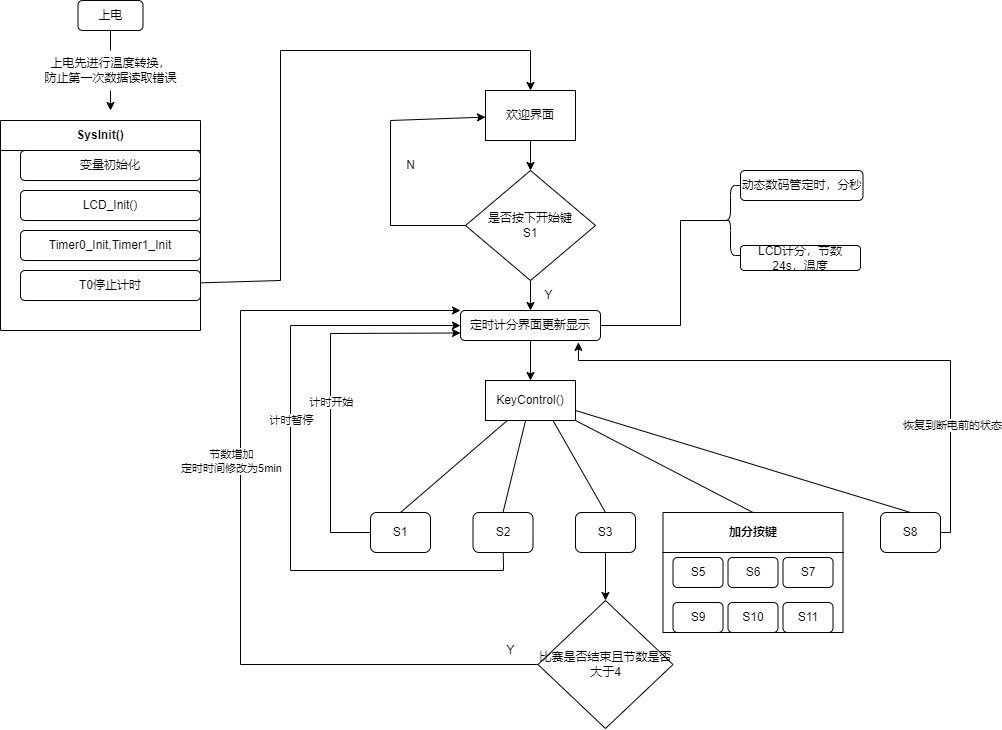 上电
上电先进行温度转换，
防止第一次数据读取错误
SysInit()
变量初始化
LCD_Init()
Timer0_Init,Timer1_Init
T0停止计时
欢迎界面
N
是否按下开始键
S1
Y
动态数码管定时，分秒
LCD计分，节数
24s，温度
定时计分界面更新显示
KeyControl()
计时开始
计时暂停
节数增加
定时时间修改为5min
恢复到断电前的状态
S1
S2
S3
加分按键
S5
S6
S7
S9
S10
S11
S8
Y
比赛是否结束且节数是否
大于4